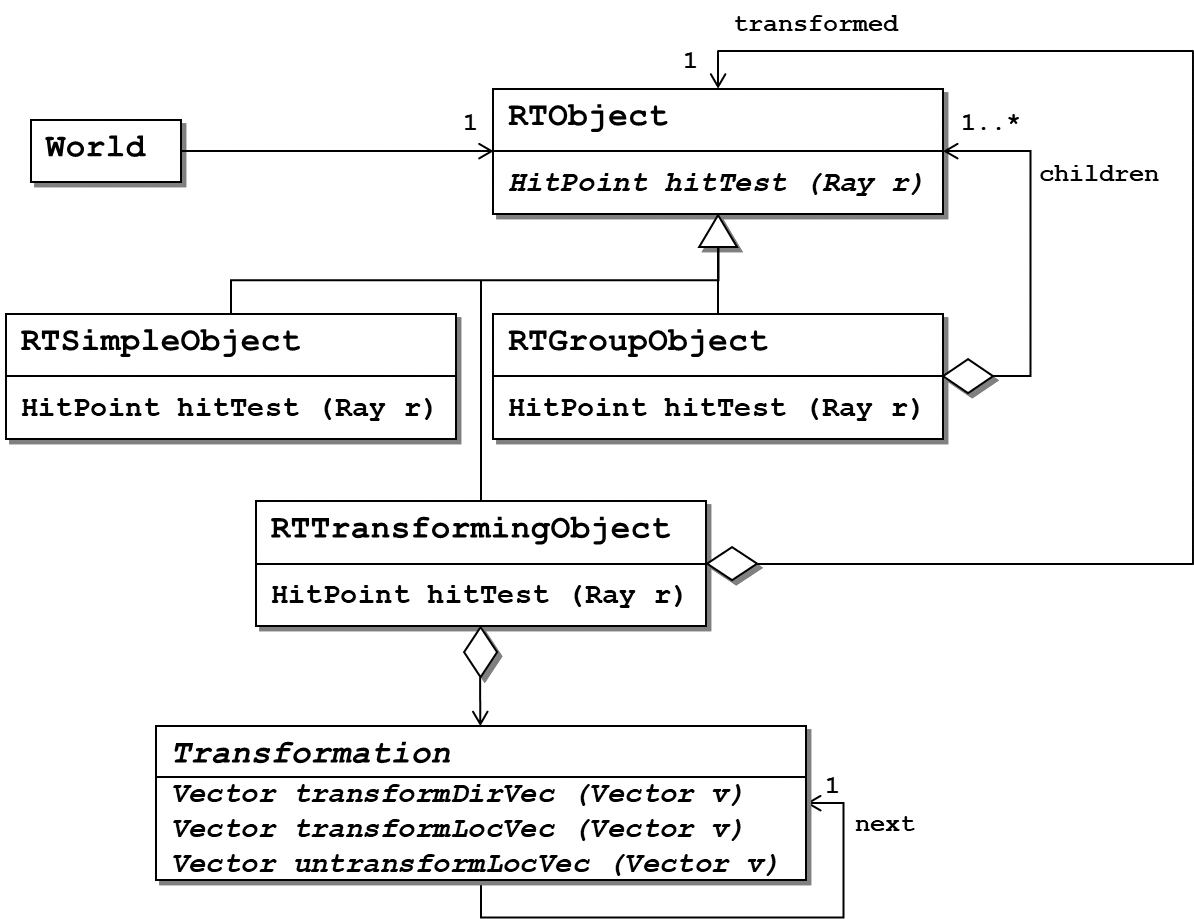 transformed
1
RTObject
1
1..*
World
HitPoint hitTest (Ray r)
children
RTSimpleObject
RTGroupObject
HitPoint hitTest (Ray r)
HitPoint hitTest (Ray r)
RTTransformingObject
HitPoint hitTest (Ray r)
Transformation
Vector transformDirVec (Vector v)
1
Vector transformLocVec (Vector v)
next
Vector untransformLocVec (Vector v)